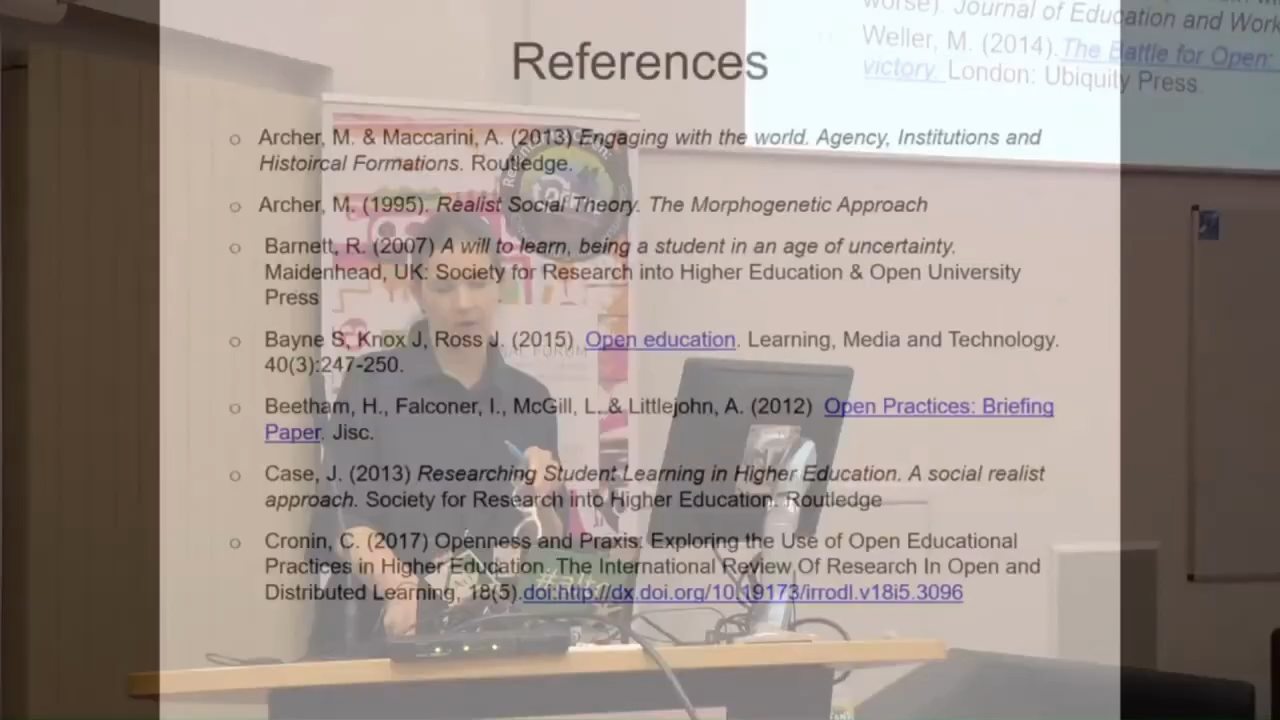 worse). Journal of Education and Work
Weller, M. (2014). The Battle for Open:
victory. London: Ubiquity Press
References
o Archer, M. & Maccarini, A. (2013) Engaging with the world. Agency, Institutions and
Histoircal Formations. Routledge.
o Archer, M. (1995). Realist Social Theory. The Morphogenetic Approach
o Barnett, R. (2007) A will to learn, being a student in an age of uncertainty.
Maidenhead, UK: Society for Research into Higher Education & Open University
Press
o Bayne S, Knox J, Ross J. (2015) Open education. Learning, Media and Technology.
40(3):247-250.
o Beetham, H., Falconer, I., McGill, L. & Littlejohn, A. (2012) Open Practices: Briefing
Paper. Jisc.
o Case, J. (2013) Researching Student Learning in Higher Education. A social realist
approach. Society for Research into Higher Education. Routledge
o Cronin, C. (2017) Openness and Praxis: Exploring the Use of Open Educational
Practices in Higher Education. The International Review Of Research In Open and
Distributed Learning, 18(5).doi:http://dx.doi.org/10.19173/irrodl.v18i5.3096
FORUM